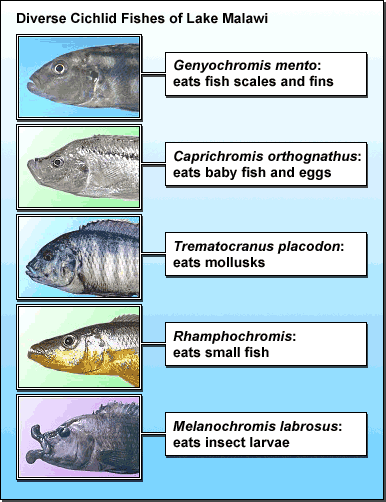 Diverse Cichlid Fishes of Lake Malawi
Genyochromis mento:
eats fish scales and fins
Caprichromis orthognathus:
eats baby fish and eggs
Trematocranus placodon:
eats mollusks
Rhamphochromis:
eats small fish
Melanochromis labrosus:
eats insect larvae